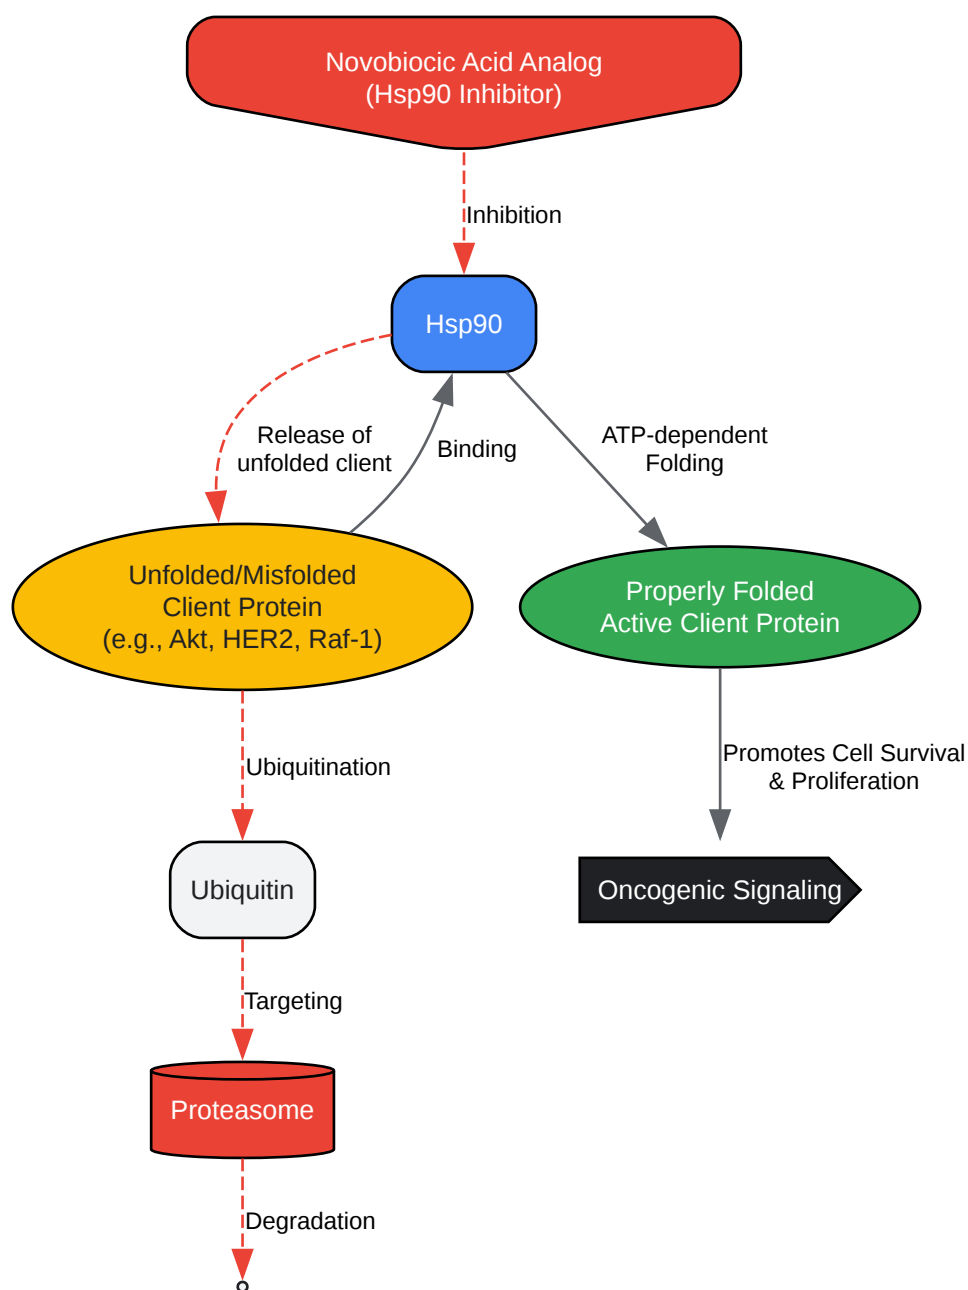 Novobiocic Acid Analog
(Hsp90 Inhibitor)
Inhibition
Hsp90
Release of
unfolded client
Binding
ATP-dependent
Folding
Unfolded/Misfolded
Client Protein
(e.g., Akt, HER2, Raf-1)
Properly Folded
Active Client Protein
Ubiquitination
Promotes Cell Survival
& Proliferation
Ubiquitin
Oncogenic Signaling
Targeting
Proteasome
Degradation